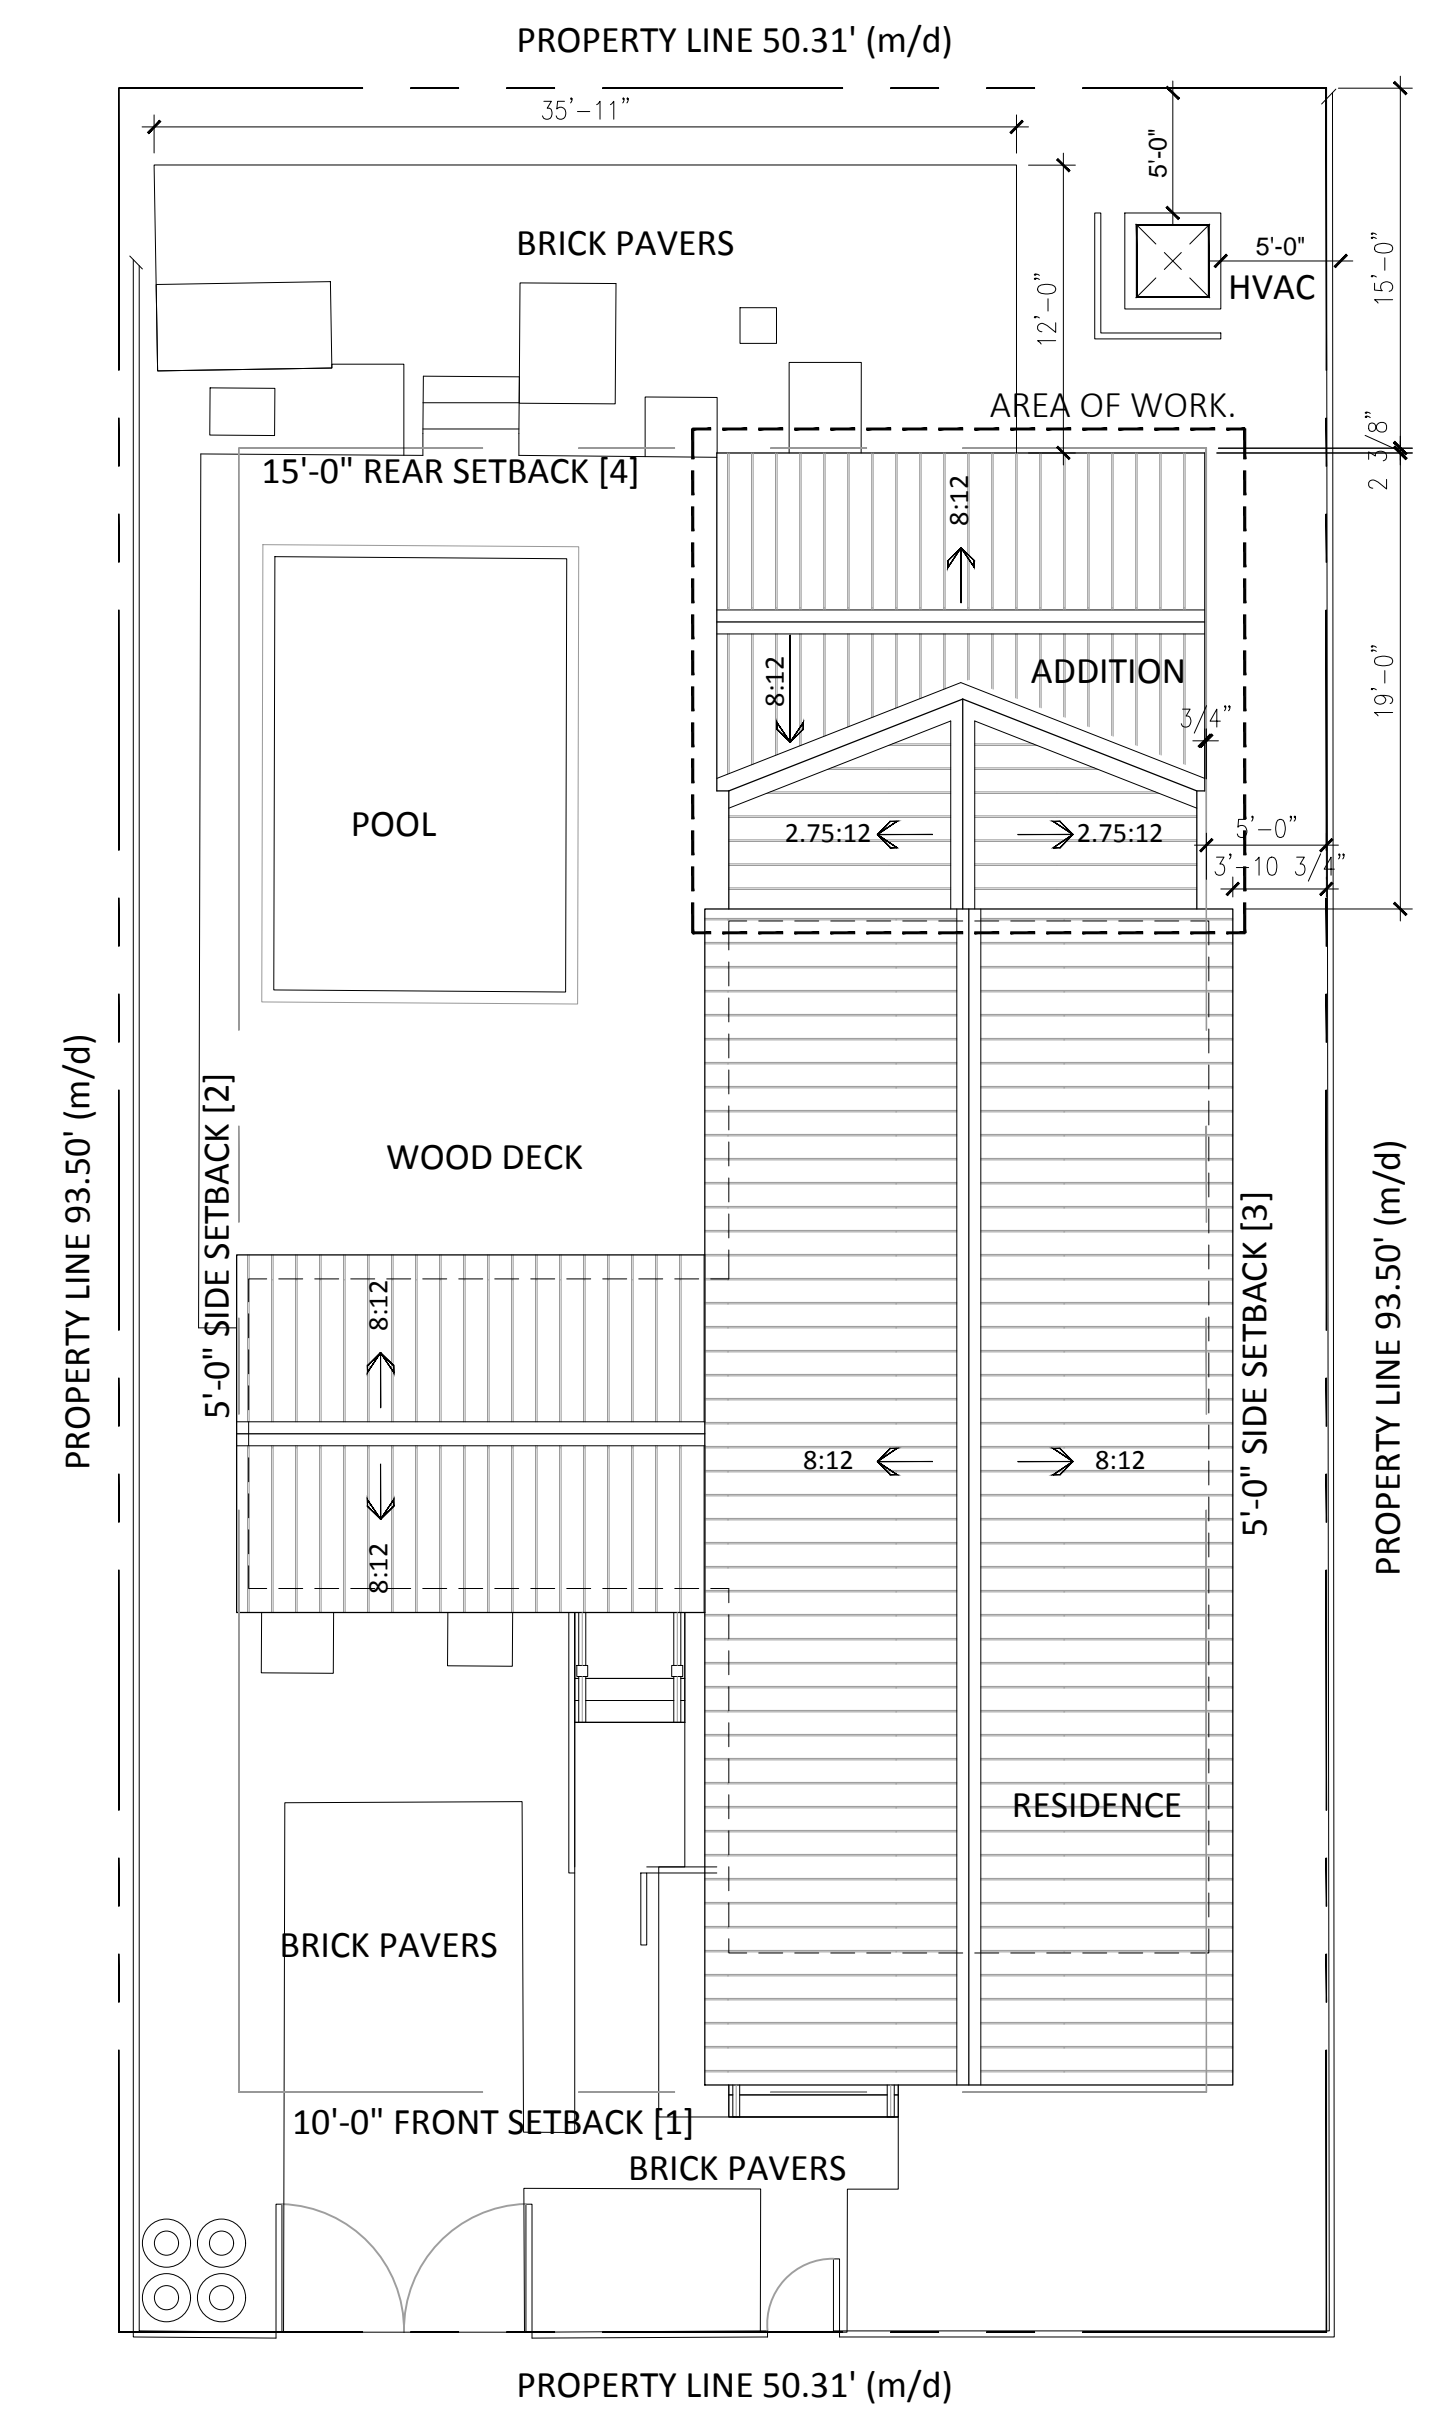 PROPERTY LINE 50.31' (m/d)
35'-11"
5'-0"
BRICK PAVERS
5'-0"
HVAC
15'-0"
12'-0"
AREA OF WORK.
2 3/8"
15'-0" REAR SETBACK [4]
8:12
ADDITION
8:12
3/4"
19'-0"
POOL
2.75:12
2.75:12
5'-0"
3'-10 3/4"
PROPERTY LINE 93.50' (m/d)
5'-0" SIDE SETBACK [2]
WOOD DECK
5'-0" SIDE SETBACK [3]
PROPERTY LINE 93.50' (m/d)
8:12
8:12
8:12
8:12
RESIDENCE
BRICK PAVERS
10'-0" FRONT SETBACK [1]
BRICK PAVERS
PROPERTY LINE 50.31' (m/d)